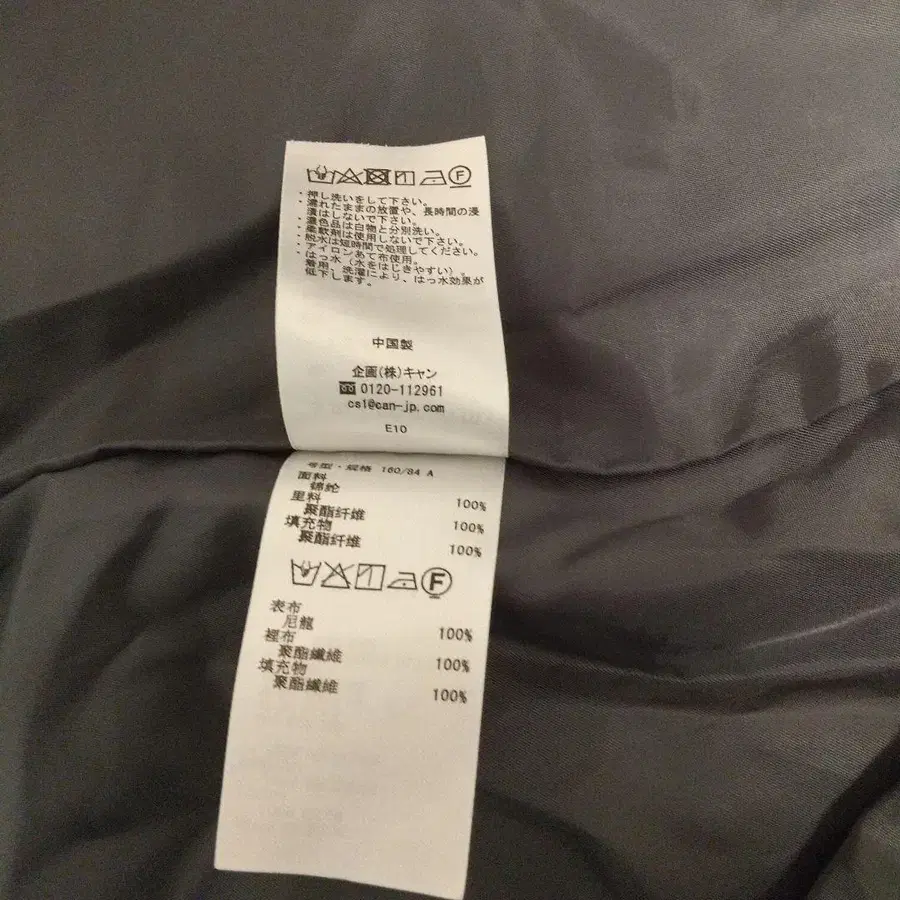 F
・押し洗いをして下さい。
・濡れたままの放置や、長時間の浸
漬はしないで下さい。
・濃色品は白物と分別洗い。
・柔軟剤は使用しないで下さい。
・脱水は短時間で処理してください。
・アイロンあて布使用。
・はっ水（水をはじきやすい）。
着用、洗濯により、はっ水効果が
低下します。
中国製
企画(株)キャン
0120-112961
cs1@can-jp.com
E10
号型・规格 160/84 A
面料
锦纶 100%
里料
聚酯纤维 100%
填充物
聚酯纤维 100%
F
表布
尼龍 100%
裡布
聚酯纖維 100%
填充物
聚酯纖維 100%